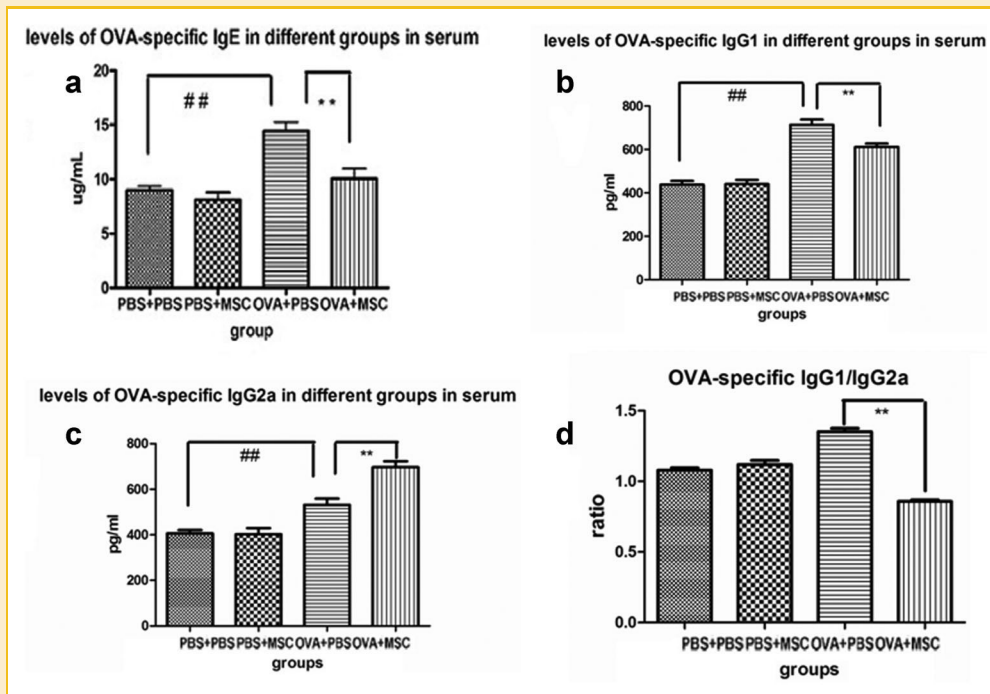 levels of OVA-specific IgE in different groups in serum
a
20
15
10
5
0
ug/mL
##
**
PBS+PBS PBS+MSC OVA+PBS OVA+MSC
group
levels of OVA-specific IgG1 in different groups in serum
b
800
600
400
200
0
pg/ml
##
**
PBS+PBS PBS+MSC OVA+PBS OVA+MSC
groups
levels of OVA-specific IgG2a in different groups in serum
c
800
600
400
200
0
pg/ml
##
**
PBS+PBS PBS+MSC OVA+PBS OVA+MSC
groups
OVA-specific IgG1/IgG2a
d
1.5
1.0
0.5
0.0
ratio
**
PBS+PBS PBS+MSC OVA+PBS OVA+MSC
groups